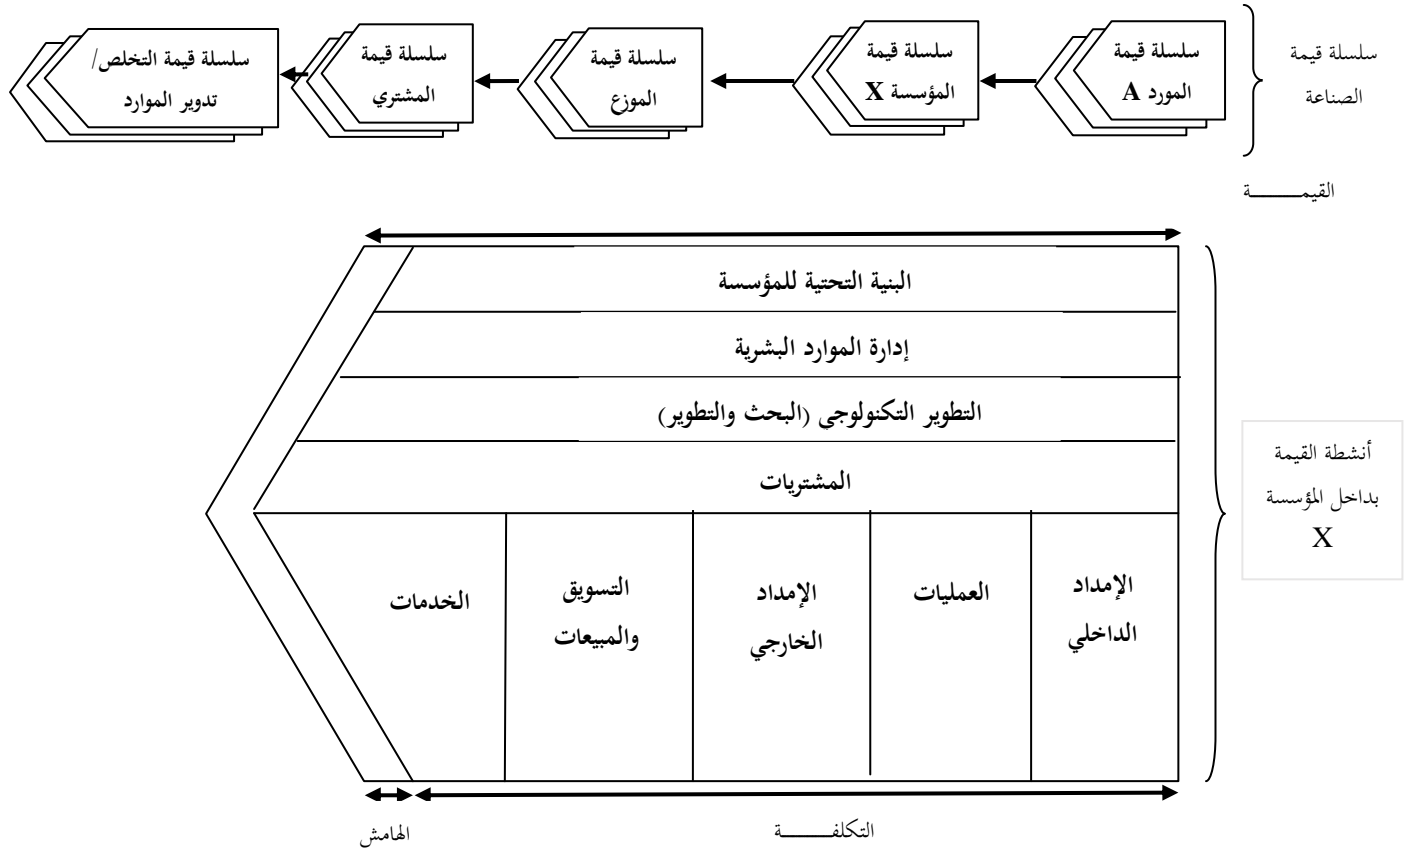 سلسلة قيمة
الصناعة
سلسلة قيمة
المورد A
سلسلة قيمة
المؤسسة X
سلسلة قيمة
الموزع
سلسلة قيمة
المشتري
سلسلة قيمة التخلص/
تدوير الموارد
القيمـــــــــة
البنية التحتية للمؤسسة
إدارة الموارد البشرية
التطوير التكنولوجي (البحث والتطوير)
المشتريات
أنشطة القيمة
بداخل المؤسسة
X
الإمداد
الداخلي
العمليات
الإمداد
الخارجي
التسويق
والمبيعات
الخدمات
التكلفـــــــــة
الهامش